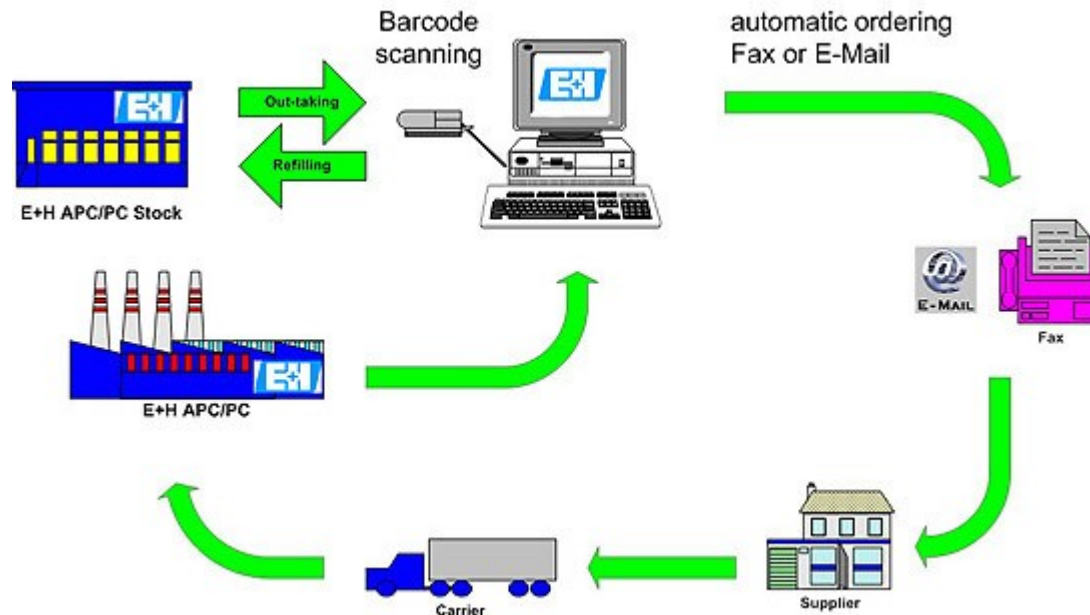 Barcode
scanning
automatic ordering
Fax or E-Mail
E+H
Out-taking
Refilling
E+H
E+H APC/PC Stock
@
E-MAIL
Fax
E+H
E+H APC/PC
Carrier
Supplier